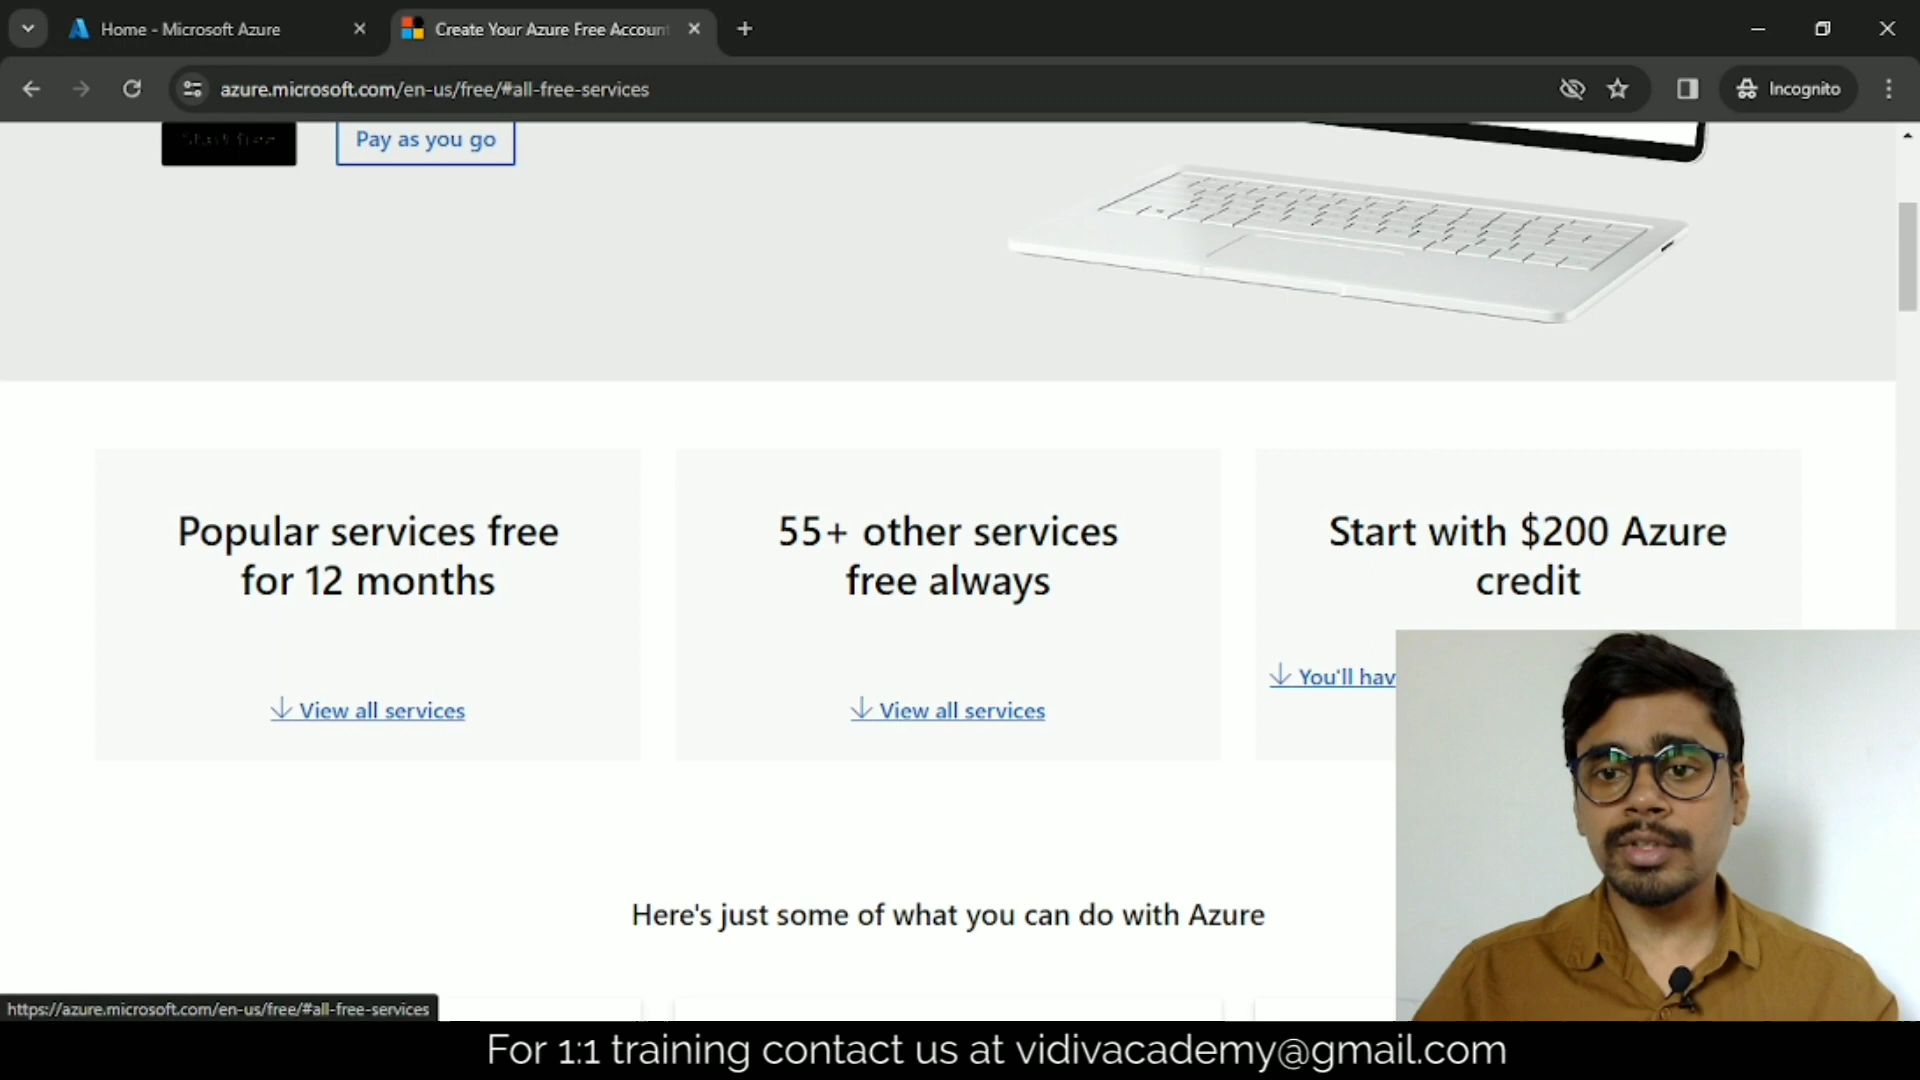 Home - Microsoft Azure
Create Your Azure Free Accoun
azure.microsoft.com/en-us/free/#all-free-services
Incognito
Start free
Pay as you go
Popular services free
for 12 months
View all services
55+ other services
free always
View all services
Start with $200 Azure
credit
You'll hav
Here's just some of what you can do with Azure
https://azure.microsoft.com/en-us/free/#all-free-services
For 1:1 training contact us at vidivacademy@gmail.com